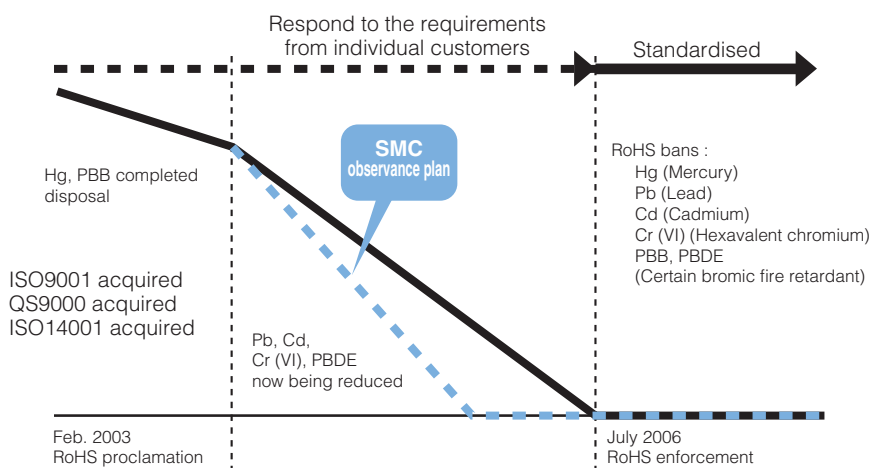 Respond to the requirements
from individual customers
Standardised
SMC
observance plan
Hg, PBB completed
disposal
RoHS bans :
Hg (Mercury)
Pb (Lead)
Cd (Cadmium)
Cr (VI) (Hexavalent chromium)
PBB, PBDE
(Certain bromic fire retardant)
ISO9001 acquired
QS9000 acquired
ISO14001 acquired
Pb, Cd,
Cr (VI), PBDE
now being reduced
Feb. 2003
RoHS proclamation
July 2006
RoHS enforcement